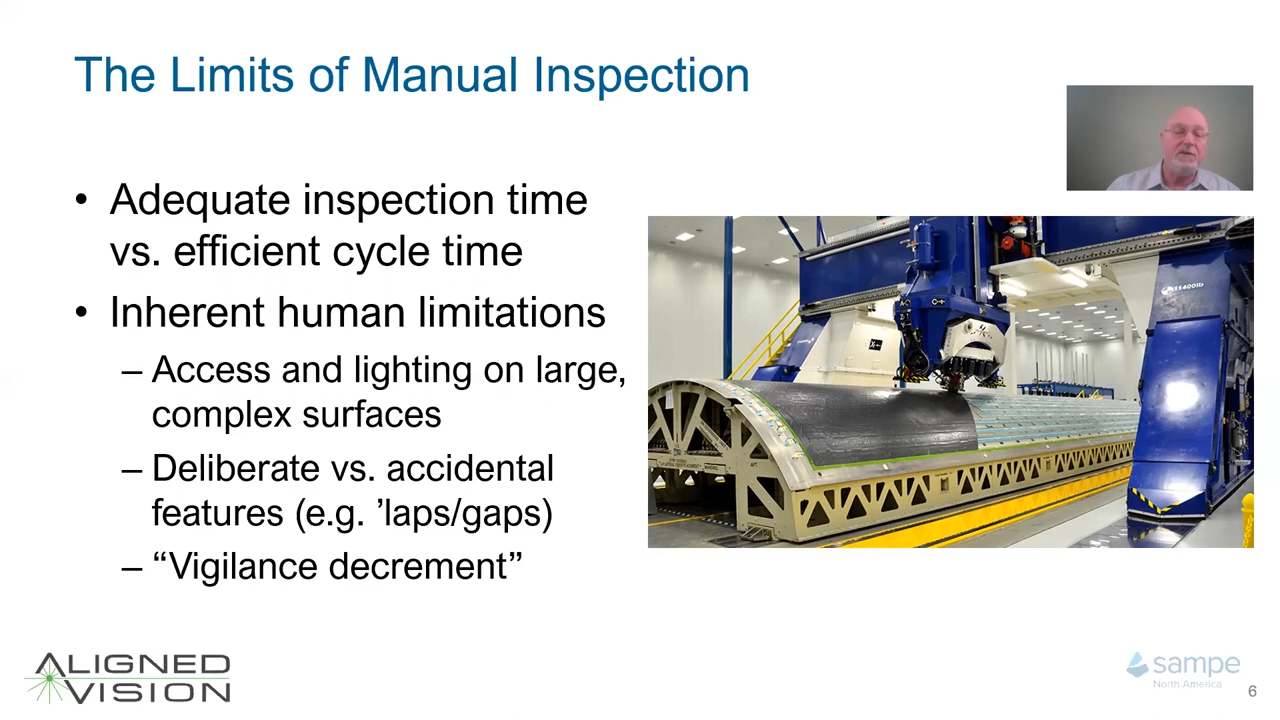 The Limits of Manual Inspection
• Adequate inspection time
vs. efficient cycle time
• Inherent human limitations
– Access and lighting on large,
complex surfaces
– Deliberate vs. accidental
features (e.g. ’laps/gaps)
– “Vigilance decrement”
11400lb
ALIGNED
VISION
sampe
North America
6